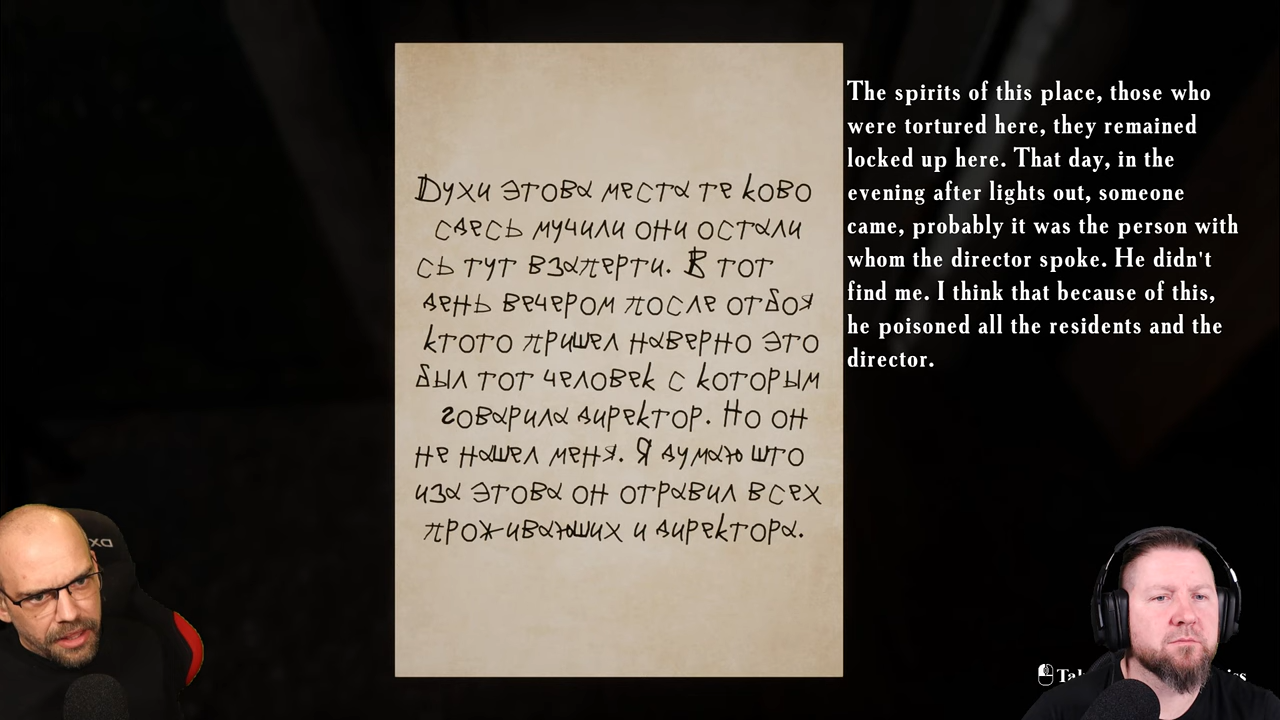 Духи этова места те ково
сдесь мучили они остали
сь тут взаперти. В тот
день вечером после отбоя
ктото пришел наверно это
был тот человек с которым
говарила директор. Но он
не нашел меня. Я думаю што
иза этова он отравил всех
проживающих и директора.
The spirits of this place, those who
were tortured here, they remained
locked up here. That day, in the
evening after lights out, someone
came, probably it was the person with
whom the director spoke. He didn't
find me. I think that because of this,
he poisoned all the residents and the
director.